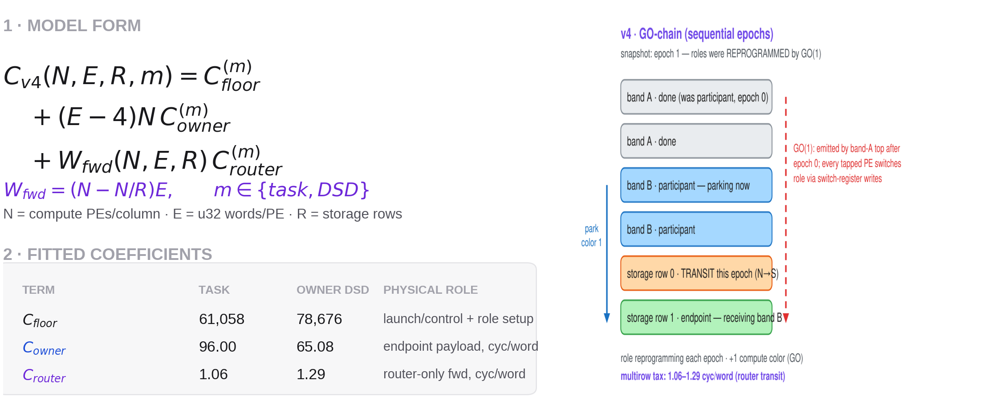 1 · MODEL FORM
C_{v4}(N, E, R, m) = C_{floor}^{(m)}
+ (E − 4)N C_{owner}^{(m)}
+ W_{fwd}(N, E, R) C_{router}^{(m)}
W_{fwd} = (N − N/R)E, m ∈ {task, DSD}
N = compute PEs/column · E = u32 words/PE · R = storage rows
2 · FITTED COEFFICIENTS
TERM TASK OWNER DSD PHYSICAL ROLE
C_{floor} 61,058 78,676 launch/control + role setup
C_{owner} 96.00 65.08 endpoint payload, cyc/word
C_{router} 1.06 1.29 router-only fwd, cyc/word
v4 · GO-chain (sequential epochs)
snapshot: epoch 1 — roles were REPROGRAMMED by GO(1)
band A · done (was participant, epoch 0)
band A · done
band B · participant — parking now
band B · participant
storage row 0 · TRANSIT this epoch (N→S)
storage row 1 · endpoint — receiving band B
park
color 1
GO(1): emitted by band-A top after
epoch 0; every tapped PE switches
role via switch-register writes
role reprogramming each epoch · +1 compute color (GO)
multirow tax: 1.06–1.29 cyc/word (router transit)